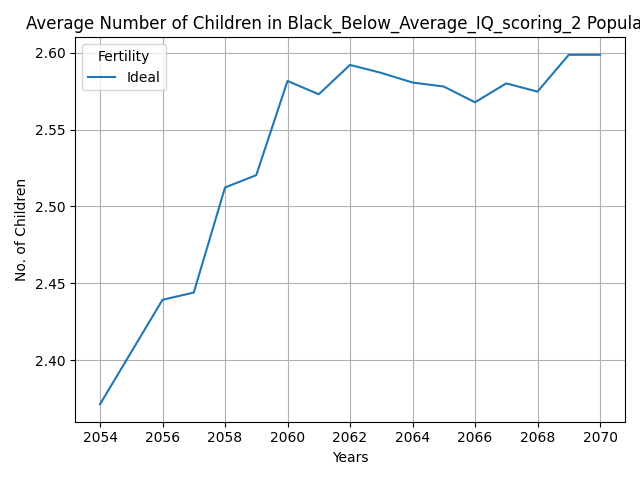 Average Number of Children in Black_Below_Average_IQ_scoring_2 Popula
Fertility
Ideal
2.60
2.55
2.50
2.45
2.40
No. of Children
2054 2056 2058 2060 2062 2064 2066 2068 2070
Years